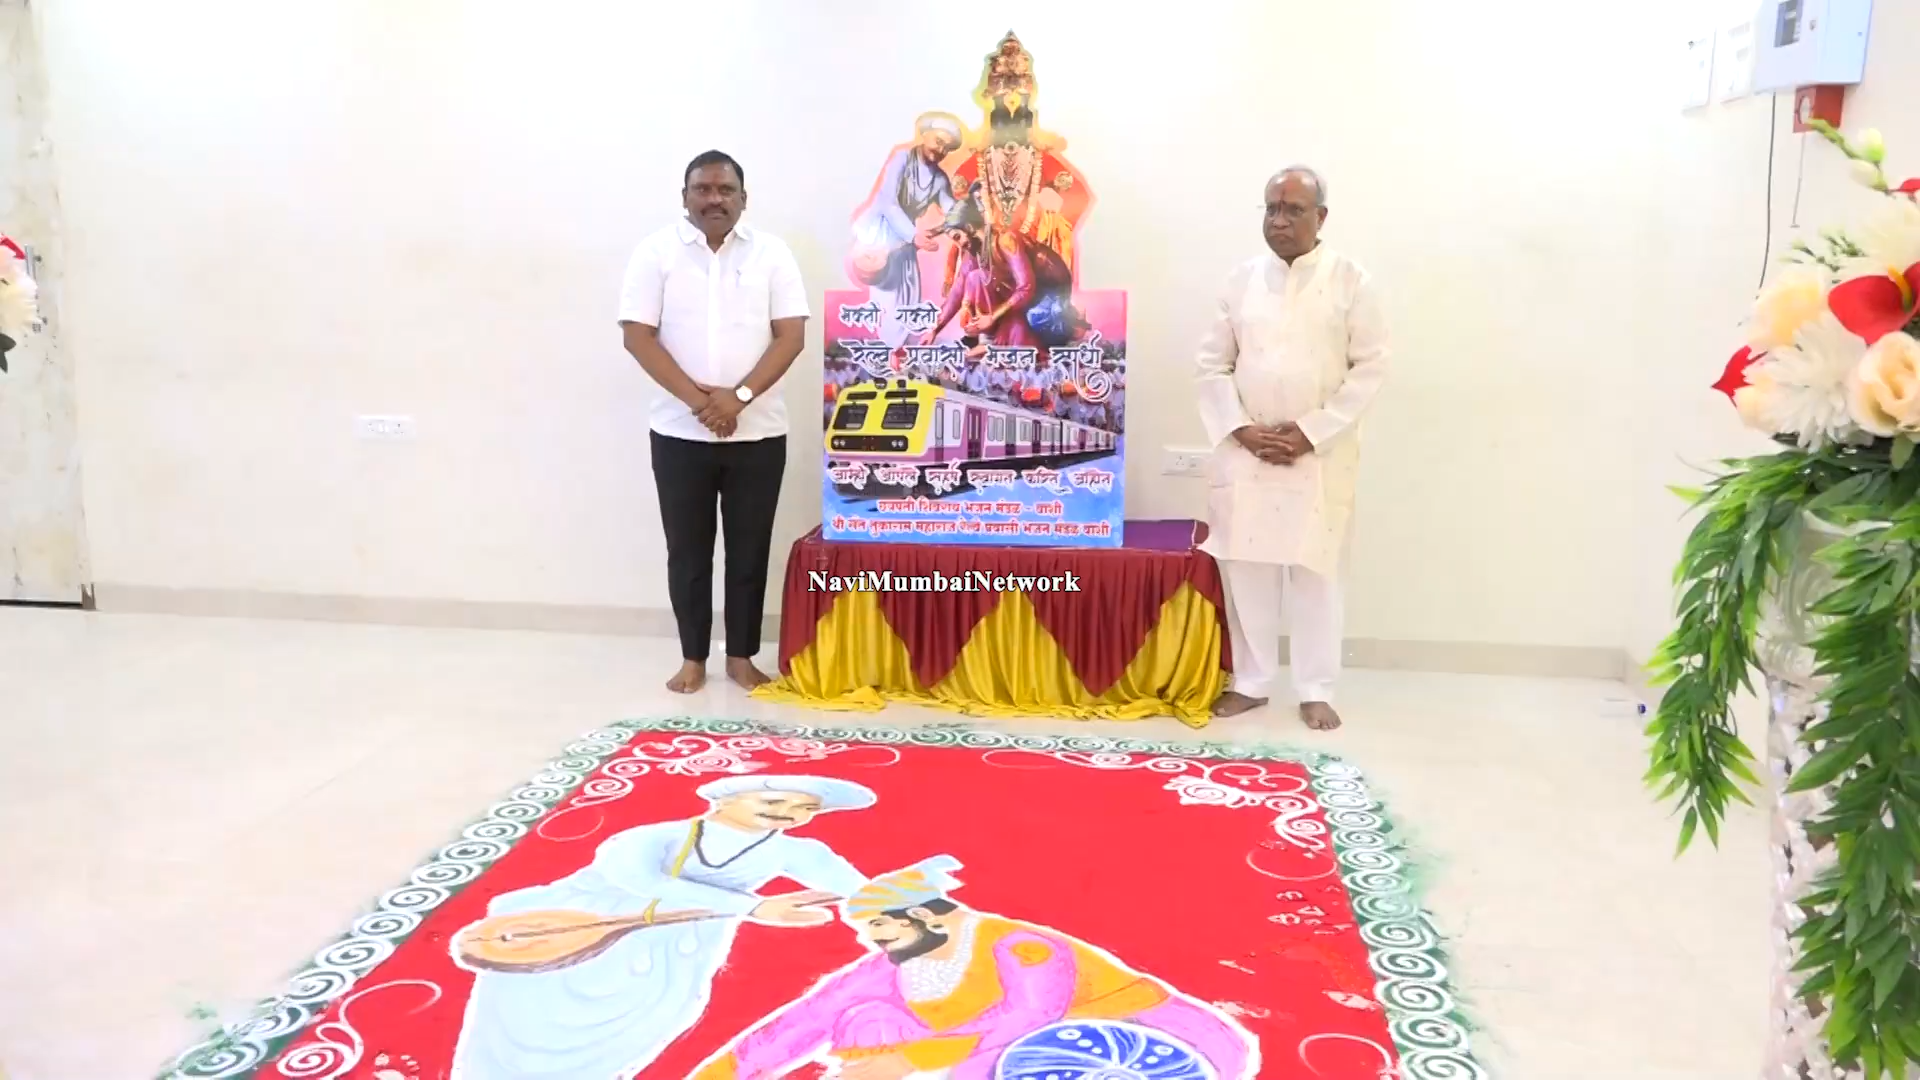 भक्ती शक्ती
रेल्वे प्रवासी भजन स्पर्धा
आम्ही आपले सहर्ष स्वागत करित आहोत
छत्रपती शिवराय भजन मंडळ - वाशी
श्री संत तुकाराम महाराज रेल्वे प्रवासी भजन मंडळ वाशी
NaviMumbaiNetwork